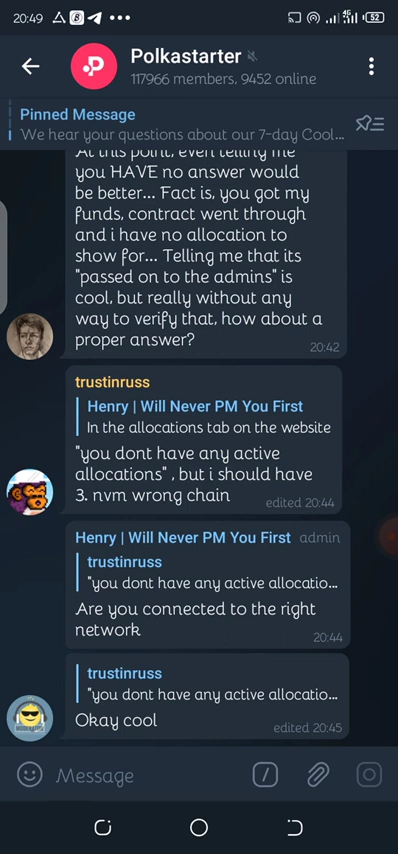 20:49
4G
52
Polkastarter
117966 members, 9452 online
Pinned Message
We hear your questions about our 7-day Cool...
At this point, even telling me
you HAVE no answer would
be better... Fact is, you got my
funds, contract went through
and i have no allocation to
show for... Telling me that its
"passed on to the admins" is
cool, but really without any
way to verify that, how about a
proper answer?
20:42
trustinruss
Henry | Will Never PM You First
In the allocations tab on the website
"you dont have any active
allocations" , but i should have
3. nvm wrong chain
edited 20:44
Henry | Will Never PM You First admin
trustinruss
"you dont have any active allocatio...
Are you connected to the right
network
20:44
trustinruss
"you dont have any active allocatio...
Okay cool
edited 20:45
Message